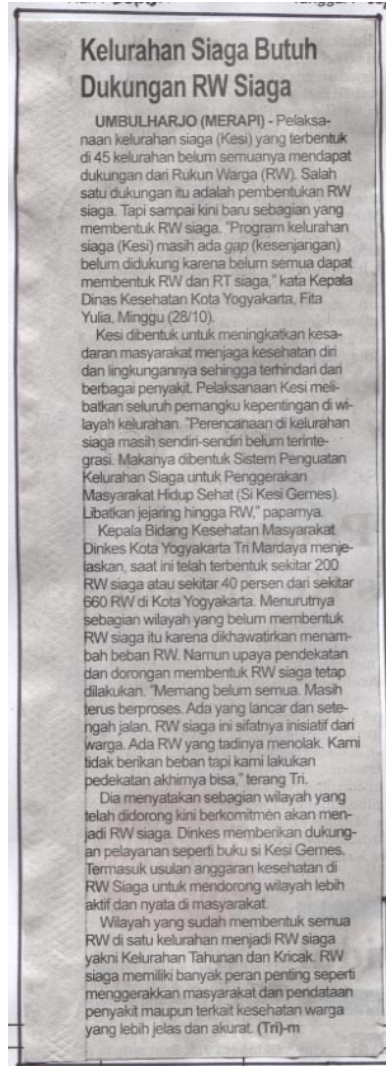 Kelurahan Siaga Butuh
Dukungan RW Siaga
UMBULHARJO (MERAPI) - Pelaksa-
naan kelurahan siaga (Kesi) yang terbentuk
di 45 kelurahan belum semuanya mendapat
dukungan dari Rukun Warga (RW). Salah
satu dukungan itu adalah pembentukan RW
siaga. Tapi sampai kini baru sebagian yang
membentuk RW siaga. "Program kelurahan
siaga (Kesi) masih ada gap (kesenjangan)
belum didukung karena belum semua dapat
membentuk RW dan RT siaga," kata Kepala
Dinas Kesehatan Kota Yogyakarta, Fita
Yulia, Minggu (28/10).
Kesi dibentuk untuk meningkatkan kesa-
daran masyarakat menjaga kesehatan diri
dan lingkungannya sehingga terhindari dari
berbagai penyakit. Pelaksanaan Kesi meli-
batkan seluruh pemangku kepentingan di wi-
layah kelurahan. "Perencanaan di kelurahan
siaga masih sendiri-sendiri belum terinte-
grasi. Makanya dibentuk Sistem Penguatan
Kelurahan Siaga untuk Penggerakan
Masyarakat Hidup Sehat (Si Kesi Gemes).
Libatkan jejaring hingga RW," paparnya.
Kepala Bidang Kesehatan Masyarakat
Dinkes Kota Yogyakarta Tri Mardaya menje-
laskan, saat ini telah terbentuk sekitar 200
RW siaga atau sekitar 40 persen dari sekitar
660 RW di Kota Yogyakarta. Menurutnya
sebagian wilayah yang belum membentuk
RW siaga itu karena dikhawatirkan menam-
bah beban RW. Namun upaya pendekatan
dan dorongan membentuk RW siaga tetap
dilakukan. "Memang belum semua. Masih
terus berproses. Ada yang lancar dan sete-
ngah jalan. RW siaga ini sifatnya inisiatif dari
warga. Ada RW yang tadinya menolak. Kami
tidak berikan beban tapi kami lakukan
pedekatan akhirnya bisa," terang Tri.
Dia menyatakan sebagian wilayah yang
telah didorong kini berkomitmen akan men-
jadi RW siaga. Dinkes memberikan dukung-
an pelayanan seperti buku si Kesi Gemes.
Termasuk usulan anggaran kesehatan di
RW Siaga untuk mendorong wilayah lebih
aktif dan nyata di masyarakat.
Wilayah yang sudah membentuk semua
RW di satu kelurahan menjadi RW siaga
yakni Kelurahan Tahunan dan Kricak. RW
siaga memiliki banyak peran penting seperti
menggerakkan masyarakat dan pendataan
penyakit maupun terkait kesehatan warga
yang lebih jelas dan akurat. (Tri)-m